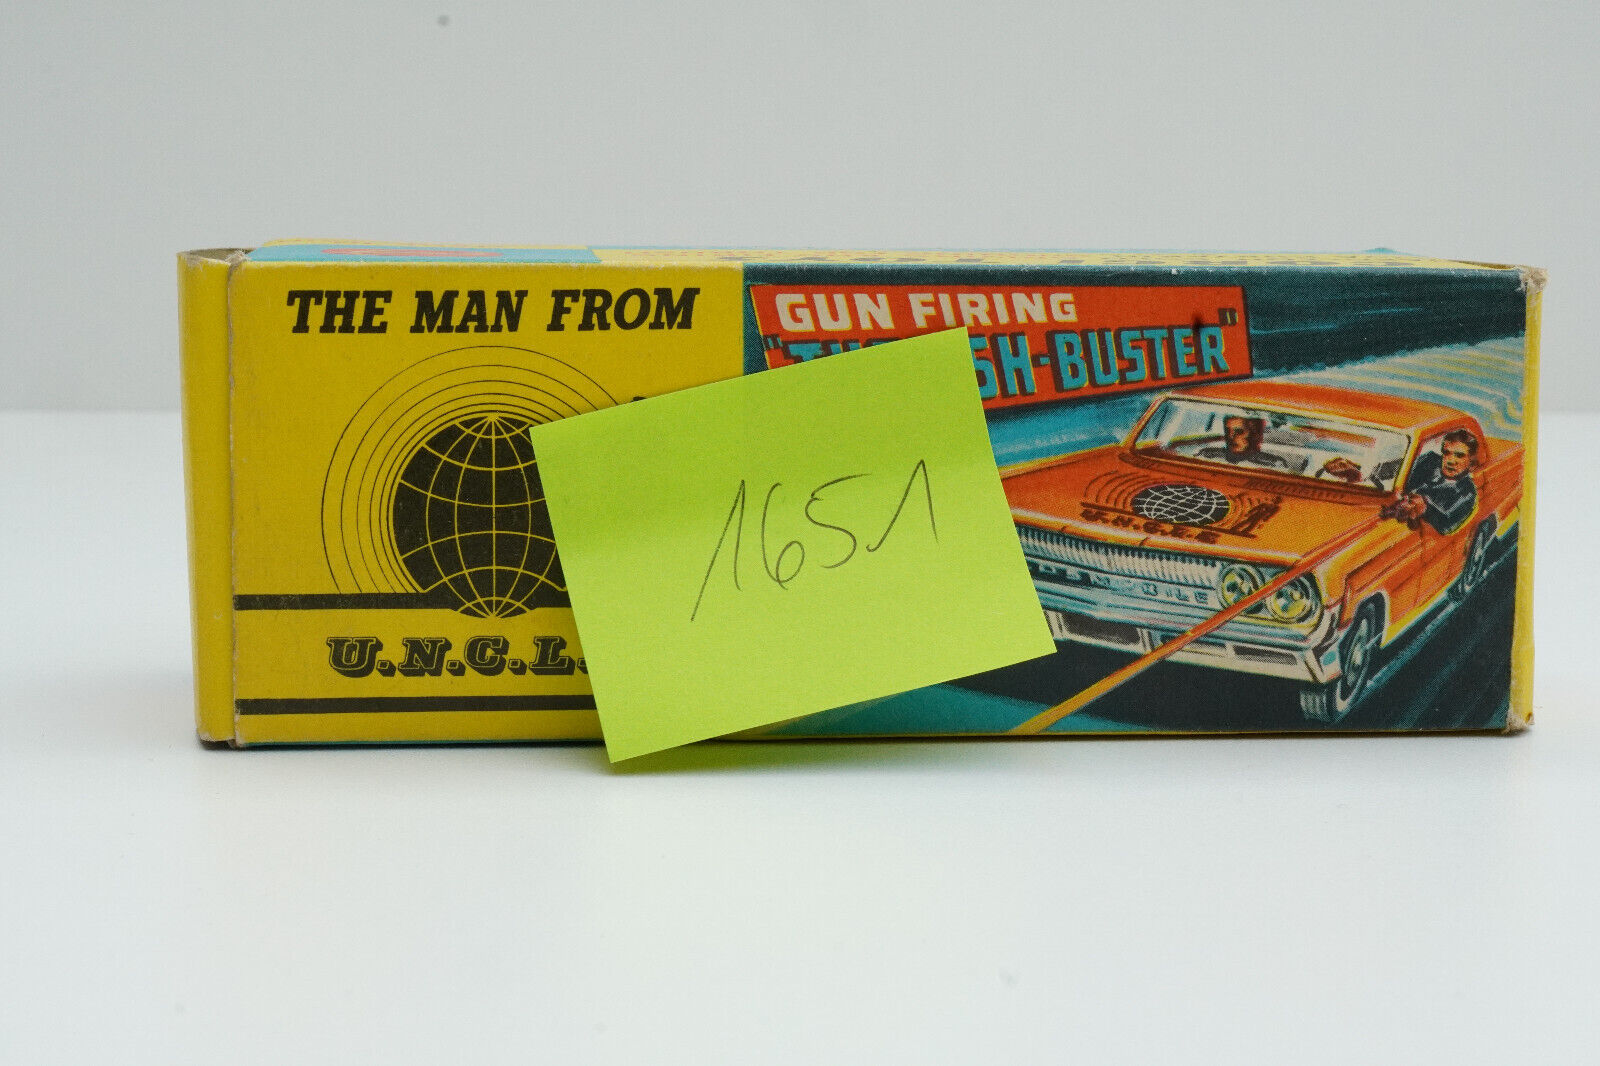 THE MAN FROM
U.N.C.L.
GUN FIRING
SH-BUSTER"
U.N.C.L.E
1651